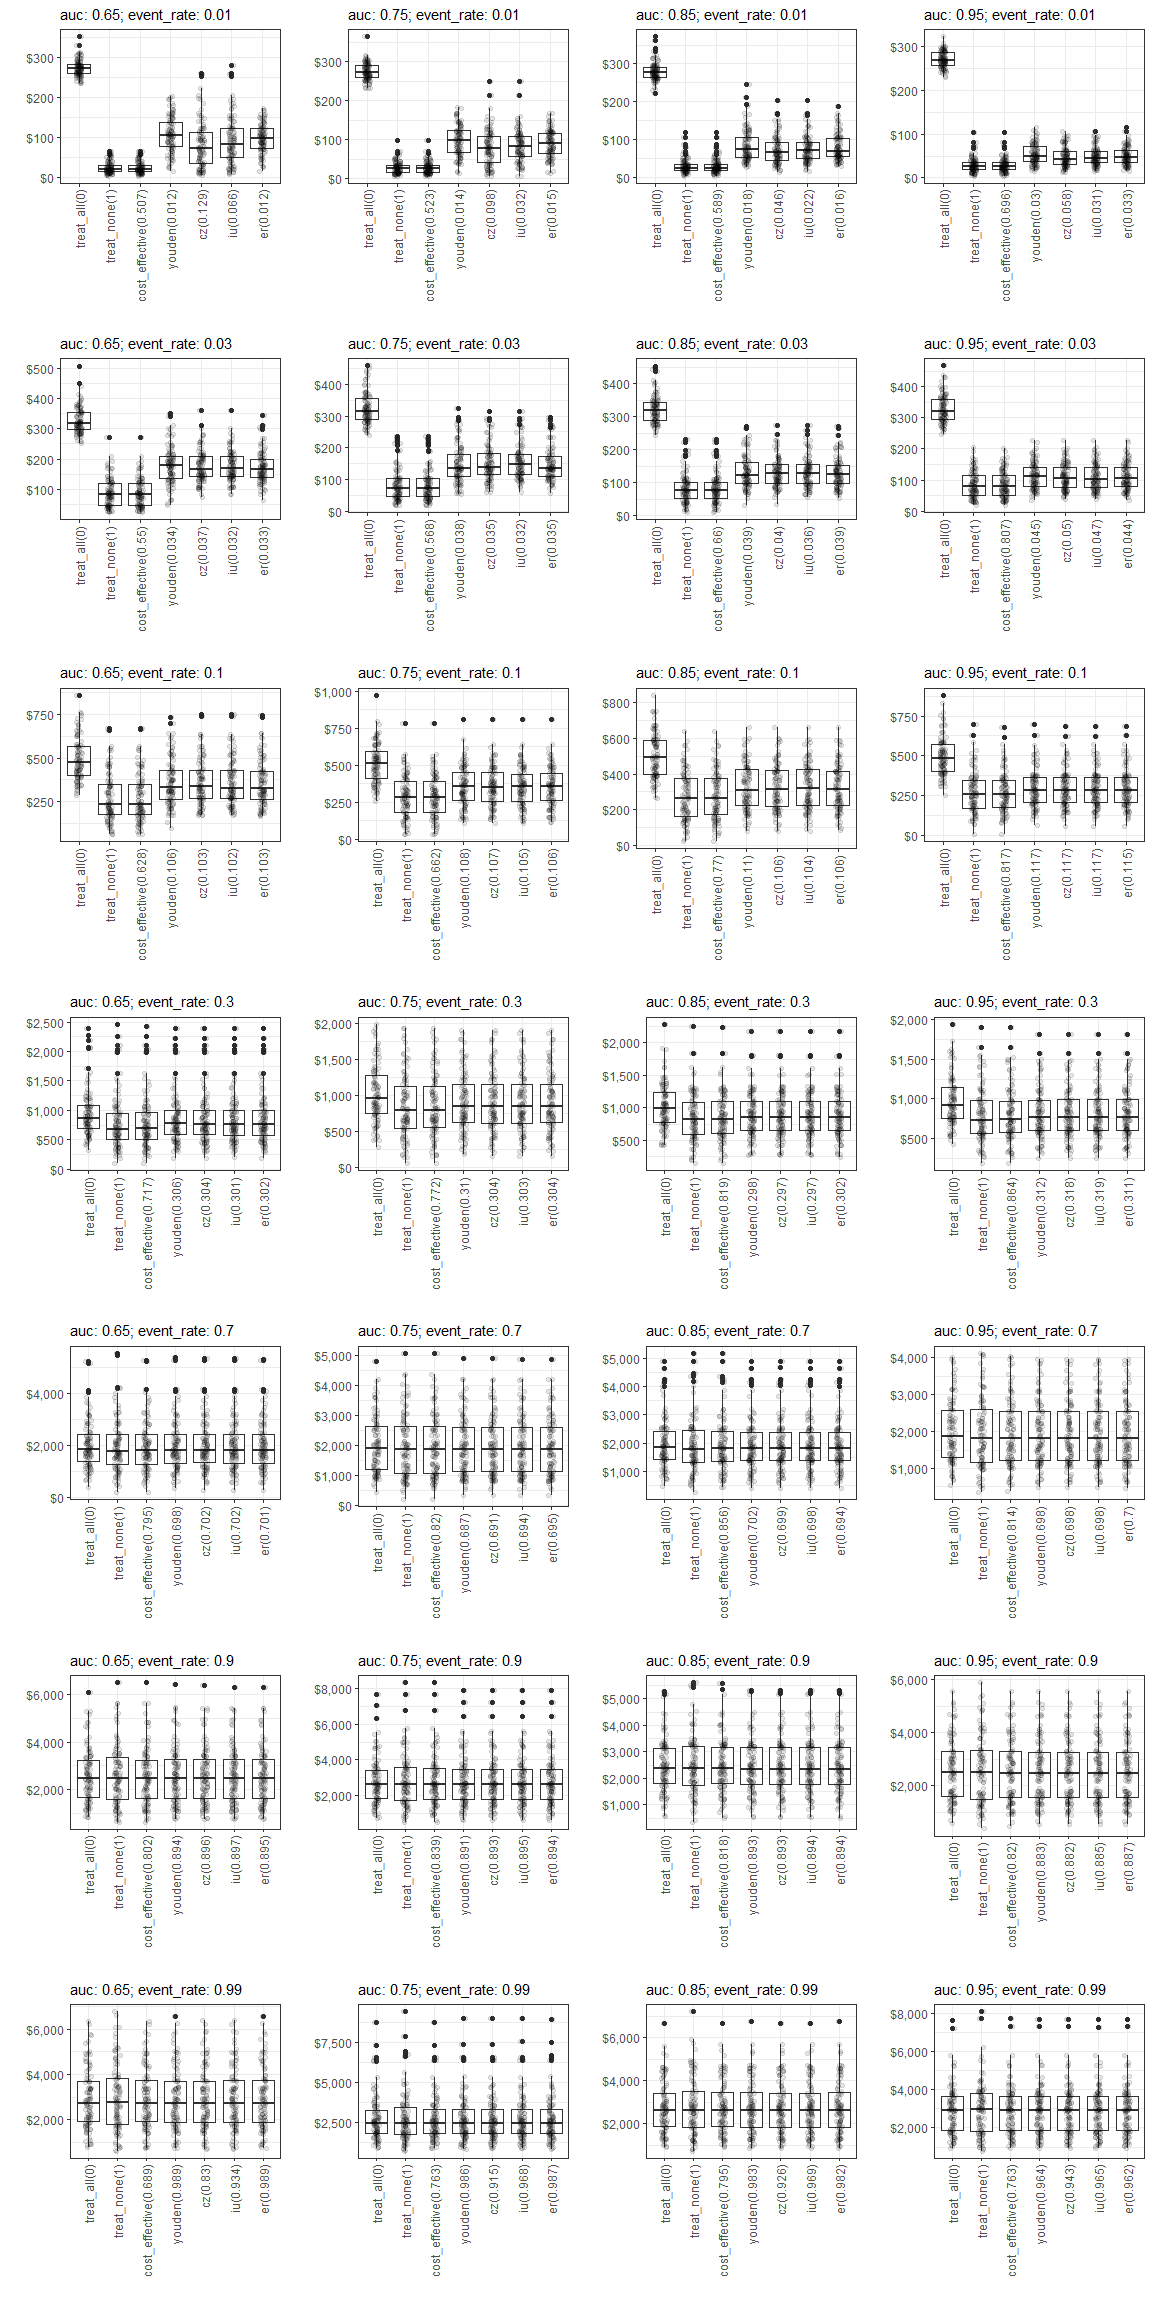 auc: 0.65; event_rate: 0.01
$300
$200
$100
$0
treat_all(0)
treat_none(1)
cost_effective(0.507)
youden(0.012)
cz(0.129)
iu(0.066)
er(0.012)
auc: 0.75; event_rate: 0.01
$300
$200
$100
$0
treat_all(0)
treat_none(1)
cost_effective(0.523)
youden(0.014)
cz(0.098)
iu(0.032)
er(0.015)
auc: 0.85; event_rate: 0.01
$300
$200
$100
$0
treat_all(0)
treat_none(1)
cost_effective(0.589)
youden(0.018)
cz(0.046)
iu(0.022)
er(0.016)
auc: 0.95; event_rate: 0.01
$300
$200
$100
$0
treat_all(0)
treat_none(1)
cost_effective(0.696)
youden(0.03)
cz(0.058)
iu(0.031)
er(0.033)
auc: 0.65; event_rate: 0.03
$500
$400
$300
$200
$100
treat_all(0)
treat_none(1)
cost_effective(0.55)
youden(0.034)
cz(0.037)
iu(0.032)
er(0.033)
auc: 0.75; event_rate: 0.03
$400
$300
$200
$100
$0
treat_all(0)
treat_none(1)
cost_effective(0.568)
youden(0.038)
cz(0.035)
iu(0.032)
er(0.035)
auc: 0.85; event_rate: 0.03
$400
$300
$200
$100
$0
treat_all(0)
treat_none(1)
cost_effective(0.66)
youden(0.039)
cz(0.04)
iu(0.036)
er(0.039)
auc: 0.95; event_rate: 0.03
$400
$300
$200
$100
$0
treat_all(0)
treat_none(1)
cost_effective(0.807)
youden(0.045)
cz(0.05)
iu(0.047)
er(0.044)
auc: 0.65; event_rate: 0.1
$750
$500
$250
treat_all(0)
treat_none(1)
cost_effective(0.628)
youden(0.106)
cz(0.103)
iu(0.102)
er(0.103)
auc: 0.75; event_rate: 0.1
$1,000
$750
$500
$250
$0
treat_all(0)
treat_none(1)
cost_effective(0.662)
youden(0.108)
cz(0.107)
iu(0.105)
er(0.106)
auc: 0.85; event_rate: 0.1
$800
$600
$400
$200
$0
treat_all(0)
treat_none(1)
cost_effective(0.77)
youden(0.11)
cz(0.106)
iu(0.104)
er(0.106)
auc: 0.95; event_rate: 0.1
$750
$500
$250
$0
treat_all(0)
treat_none(1)
cost_effective(0.817)
youden(0.117)
cz(0.117)
iu(0.117)
er(0.115)
auc: 0.65; event_rate: 0.3
$2,500
$2,000
$1,500
$1,000
$500
$0
treat_all(0)
treat_none(1)
cost_effective(0.717)
youden(0.306)
cz(0.304)
iu(0.301)
er(0.302)
auc: 0.75; event_rate: 0.3
$2,000
$1,500
$1,000
$500
$0
treat_all(0)
treat_none(1)
cost_effective(0.772)
youden(0.31)
cz(0.304)
iu(0.303)
er(0.304)
auc: 0.85; event_rate: 0.3
$2,000
$1,500
$1,000
$500
treat_all(0)
treat_none(1)
cost_effective(0.819)
youden(0.298)
cz(0.297)
iu(0.297)
er(0.302)
auc: 0.95; event_rate: 0.3
$2,000
$1,500
$1,000
$500
treat_all(0)
treat_none(1)
cost_effective(0.864)
youden(0.312)
cz(0.318)
iu(0.319)
er(0.311)
auc: 0.65; event_rate: 0.7
$4,000
$2,000
$0
treat_all(0)
treat_none(1)
cost_effective(0.795)
youden(0.698)
cz(0.702)
iu(0.702)
er(0.701)
auc: 0.75; event_rate: 0.7
$5,000
$4,000
$3,000
$2,000
$1,000
$0
treat_all(0)
treat_none(1)
cost_effective(0.82)
youden(0.687)
cz(0.691)
iu(0.694)
er(0.695)
auc: 0.85; event_rate: 0.7
$5,000
$4,000
$3,000
$2,000
$1,000
treat_all(0)
treat_none(1)
cost_effective(0.856)
youden(0.702)
cz(0.699)
iu(0.698)
er(0.694)
auc: 0.95; event_rate: 0.7
$4,000
$3,000
$2,000
$1,000
treat_all(0)
treat_none(1)
cost_effective(0.814)
youden(0.698)
cz(0.698)
iu(0.698)
er(0.7)
auc: 0.65; event_rate: 0.9
$6,000
$4,000
$2,000
treat_all(0)
treat_none(1)
cost_effective(0.802)
youden(0.894)
cz(0.896)
iu(0.897)
er(0.895)
auc: 0.75; event_rate: 0.9
$8,000
$6,000
$4,000
$2,000
treat_all(0)
treat_none(1)
cost_effective(0.839)
youden(0.891)
cz(0.893)
iu(0.895)
er(0.894)
auc: 0.85; event_rate: 0.9
$5,000
$4,000
$3,000
$2,000
$1,000
treat_all(0)
treat_none(1)
cost_effective(0.818)
youden(0.893)
cz(0.893)
iu(0.894)
er(0.894)
auc: 0.95; event_rate: 0.9
$6,000
$4,000
$2,000
treat_all(0)
treat_none(1)
cost_effective(0.82)
youden(0.883)
cz(0.882)
iu(0.885)
er(0.887)
auc: 0.65; event_rate: 0.99
$6,000
$4,000
$2,000
treat_all(0)
treat_none(1)
cost_effective(0.689)
youden(0.989)
cz(0.83)
iu(0.934)
er(0.989)
auc: 0.75; event_rate: 0.99
$7,500
$5,000
$2,500
treat_all(0)
treat_none(1)
cost_effective(0.763)
youden(0.986)
cz(0.915)
iu(0.968)
er(0.987)
auc: 0.85; event_rate: 0.99
$6,000
$4,000
$2,000
treat_all(0)
treat_none(1)
cost_effective(0.795)
youden(0.983)
cz(0.926)
iu(0.969)
er(0.982)
auc: 0.95; event_rate: 0.99
$8,000
$6,000
$4,000
$2,000
treat_all(0)
treat_none(1)
cost_effective(0.763)
youden(0.964)
cz(0.943)
iu(0.965)
er(0.962)